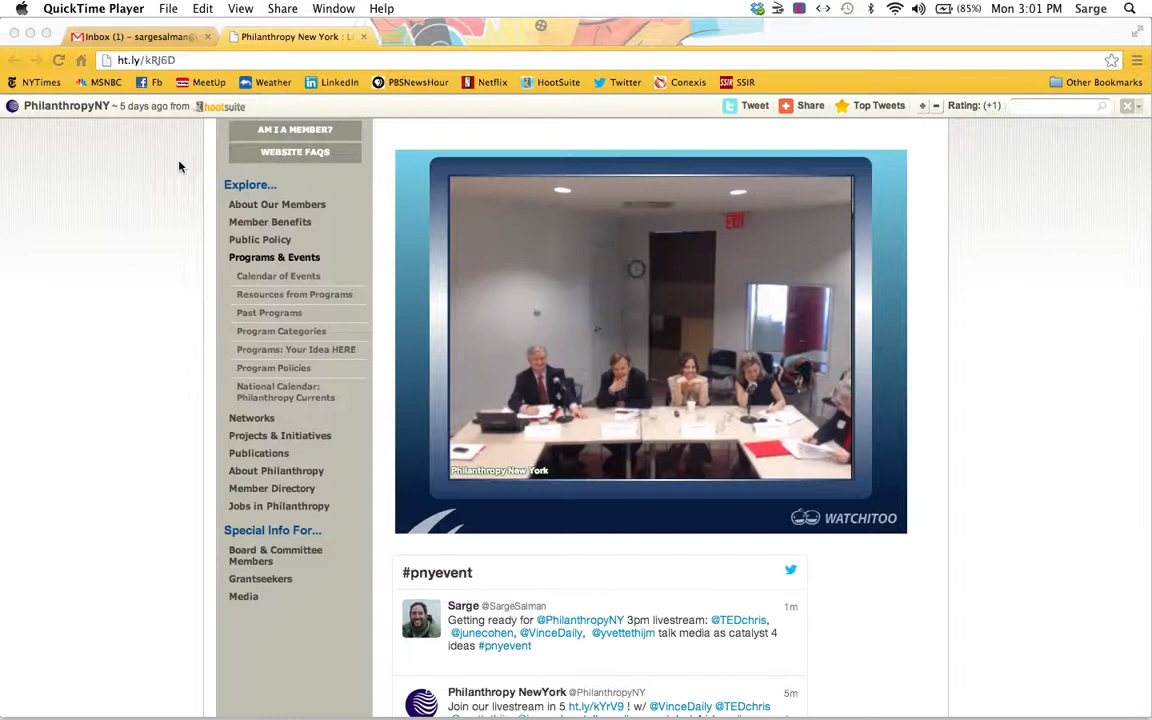 QuickTime Player File Edit View Share Window Help (85%) Mon 3:01 PM Sarge
Inbox (1) – sargesalman@ Philanthropy New York : Li
ht.ly/kRJ6D
NYTimes MSNBC Fb MeetUp Weather LinkedIn PBSNewsHour Netflix HootSuite Twitter Conexis SSIR Other Bookmarks
PhilanthropyNY ~ 5 days ago from hootsuite Tweet Share Top Tweets Rating: (+1)
AM I A MEMBER?
WEBSITE FAQS
Explore...
About Our Members
Member Benefits
Public Policy
Programs & Events
Calendar of Events
Resources from Programs
Past Programs
Program Categories
Programs: Your Idea HERE
Program Policies
National Calendar:
Philanthropy Currents
Networks
Projects & Initiatives
Publications
About Philanthropy
Member Directory
Jobs in Philanthropy
Special Info For...
Board & Committee
Members
Grantseekers
Media
EXIT
Philanthropy New York
WATCHITOO
#pnyevent
Sarge @SargeSalman 1m
Getting ready for @PhilanthropyNY 3pm livestream: @TEDchris,
@junecohen, @VinceDaily, @yvettethijm talk media as catalyst 4
ideas #pnyevent
Philanthropy NewYork @PhilanthropyNY 5m
Join our livestream in 5 ht.ly/kYrV9 ! w/ @VinceDaily @TEDchris